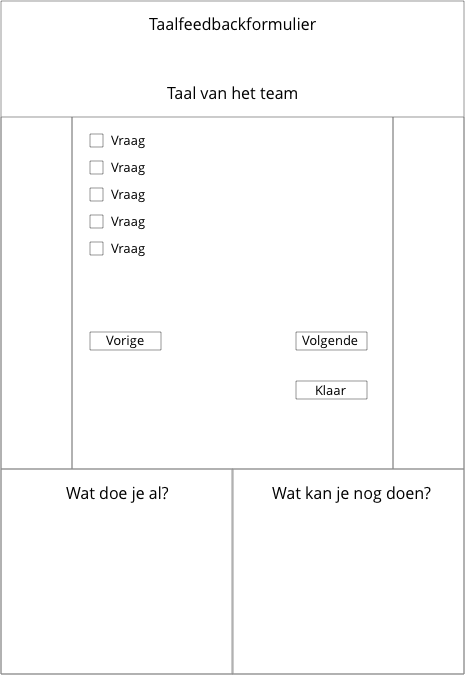 Taalfeedbackformulier
Taal van het team
Vraag
Vraag
Vraag
Vraag
Vraag
Vorige
Volgende
Klaar
Wat doe je al?
Wat kan je nog doen?